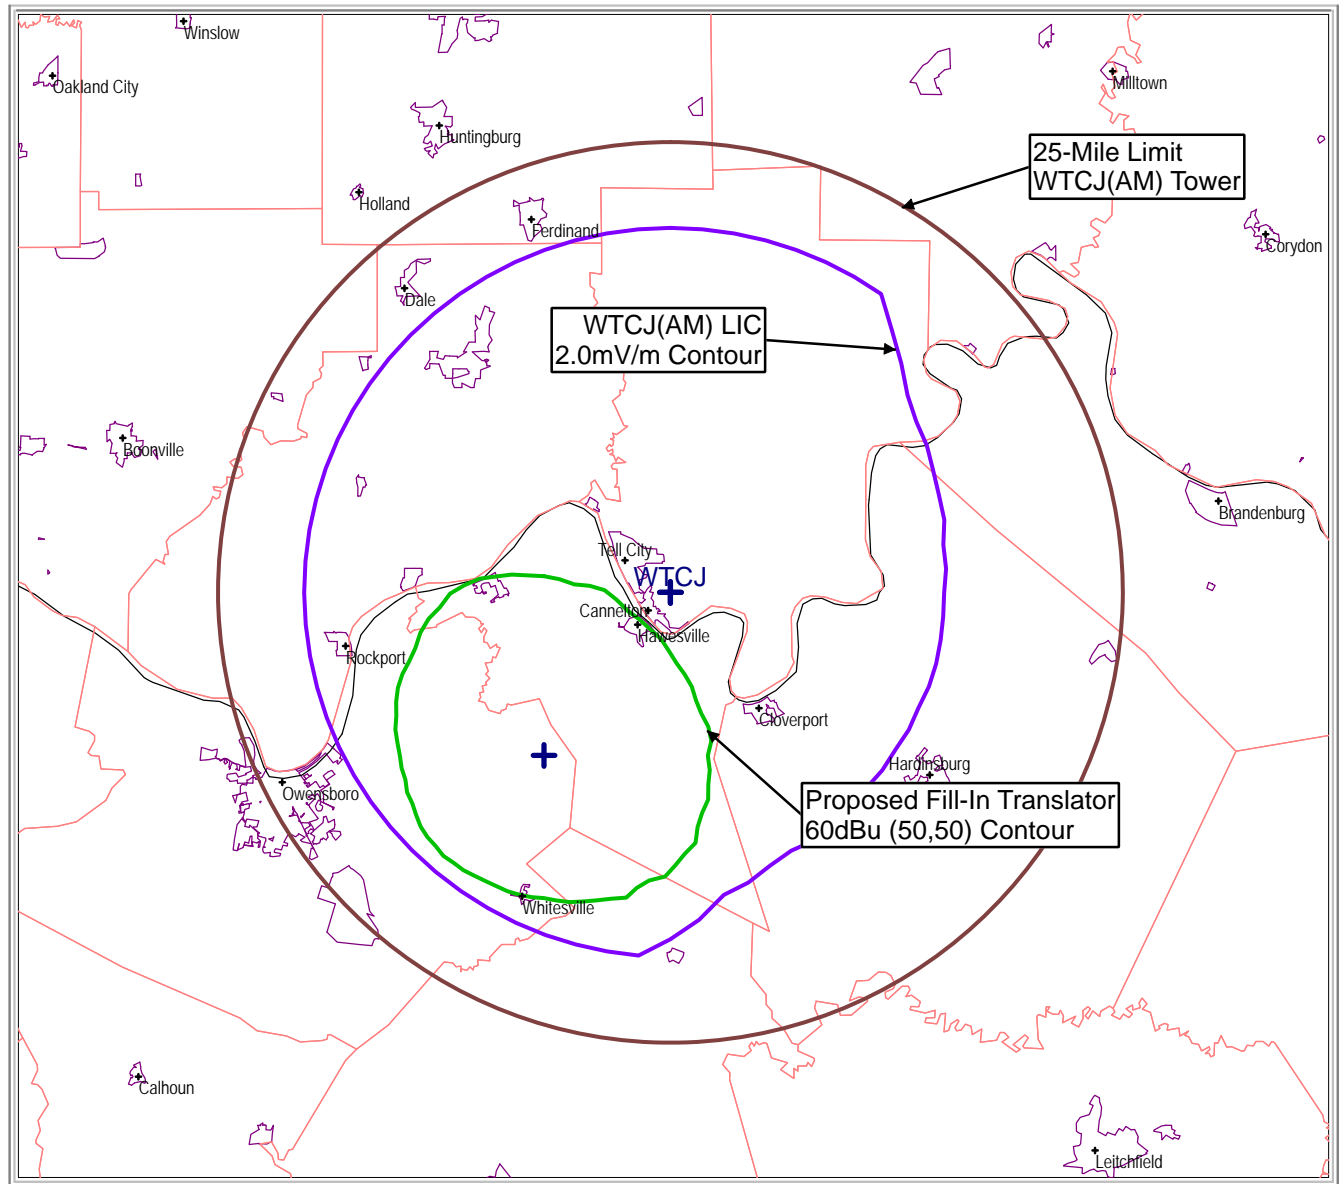 Winslow
Oakland City
Milltown
Huntingburg
25-Mile Limit
WTCJ(AM) Tower
Holland
Ferdinand
Corydon
Dale
WTCJ(AM) LIC
2.0mV/m Contour
Boonville
Brandenburg
Tell City
WTCJ
Cannelton
Hawesville
Rockport
Cloverport
Hardinsburg
Owensboro
Proposed Fill-In Translator
60dBu (50,50) Contour
Whitesville
Calhoun
Leitchfield